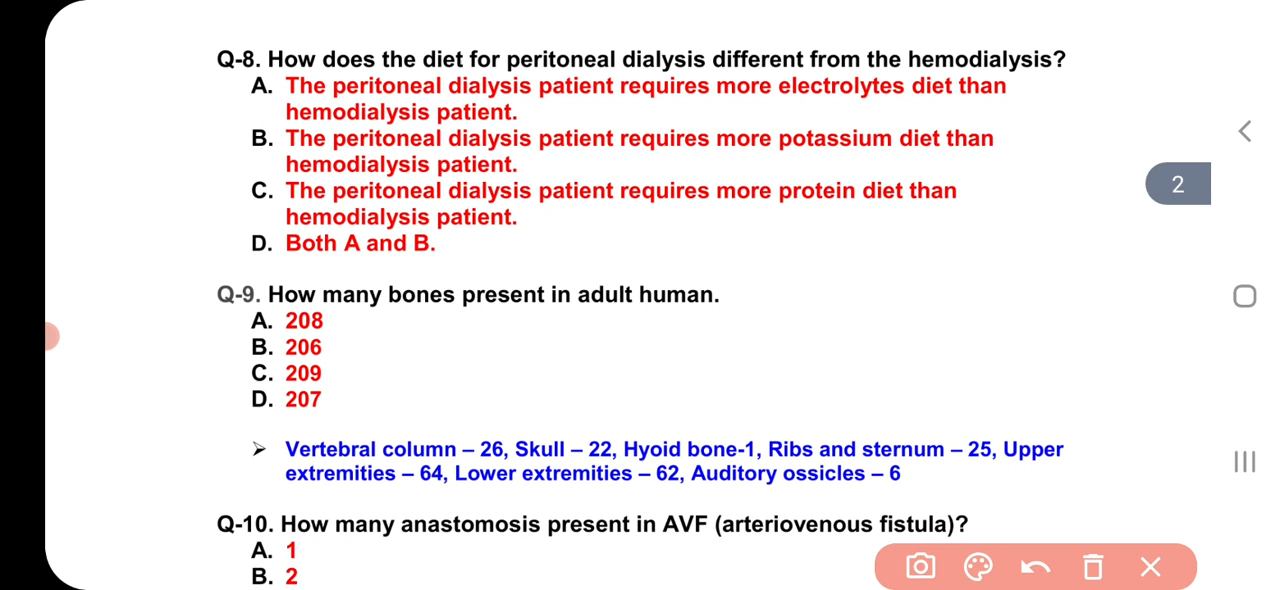 Q-8. How does the diet for peritoneal dialysis different from the hemodialysis?
A. The peritoneal dialysis patient requires more electrolytes diet than
hemodialysis patient.
B. The peritoneal dialysis patient requires more potassium diet than
hemodialysis patient.
C. The peritoneal dialysis patient requires more protein diet than
hemodialysis patient.
D. Both A and B.
2
Q-9. How many bones present in adult human.
A. 208
B. 206
C. 209
D. 207
➢ Vertebral column – 26, Skull – 22, Hyoid bone-1, Ribs and sternum – 25, Upper
extremities – 64, Lower extremities – 62, Auditory ossicles – 6
Q-10. How many anastomosis present in AVF (arteriovenous fistula)?
A. 1
B. 2